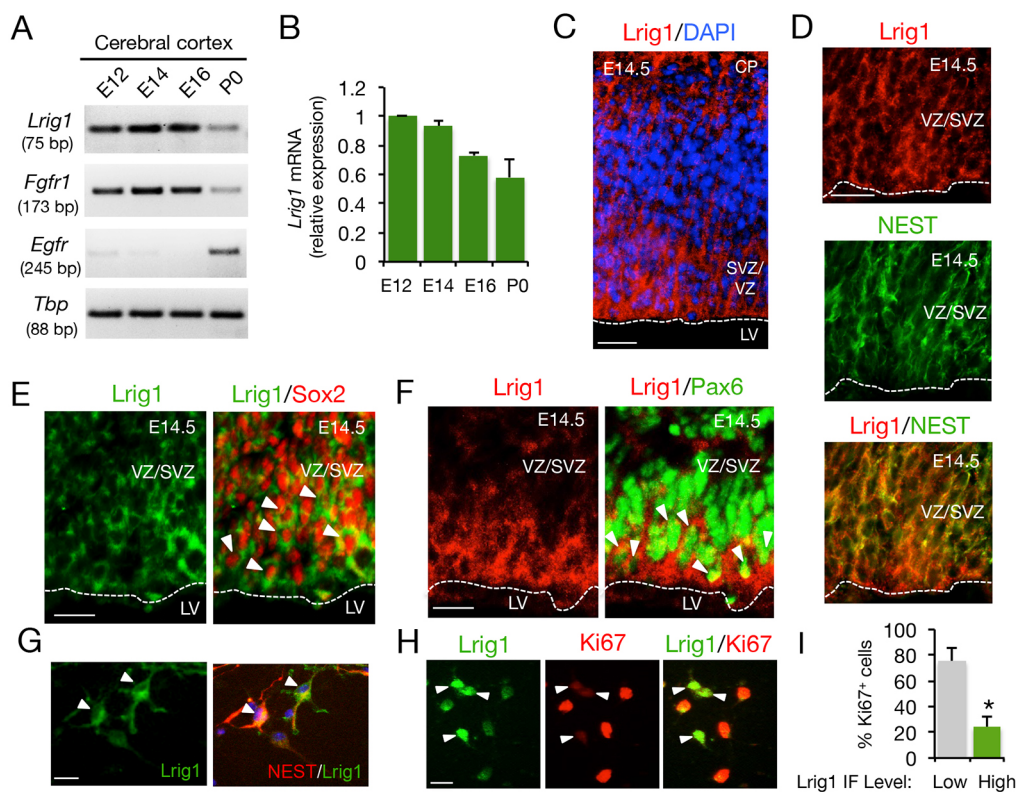 A
Cerebral cortex
E12 E14 E16 P0
Lrig1
(75 bp)
Fgfr1
(173 bp)
Egfr
(245 bp)
Tbp
(88 bp)
B
Lrig1 mRNA
(relative expression)
1.2
1
0.8
0.6
0.4
0.2
0
E12 E14 E16 P0
C
Lrig1/DAPI
E14.5 CP
SVZ/
VZ
LV
D
Lrig1
E14.5
VZ/SVZ
NEST
E14.5
VZ/SVZ
Lrig1/NEST
E14.5
VZ/SVZ
E
Lrig1
E14.5
VZ/SVZ
Lrig1/Sox2
E14.5
VZ/SVZ
LV
F
Lrig1
E14.5
VZ/SVZ
LV
Lrig1/Pax6
E14.5
VZ/SVZ
LV
G
Lrig1
NEST/Lrig1
H
Lrig1
Ki67
Lrig1/Ki67
I
% Ki67+ cells
100
80
60
40
20
0
*
Lrig1 IF Level: Low High